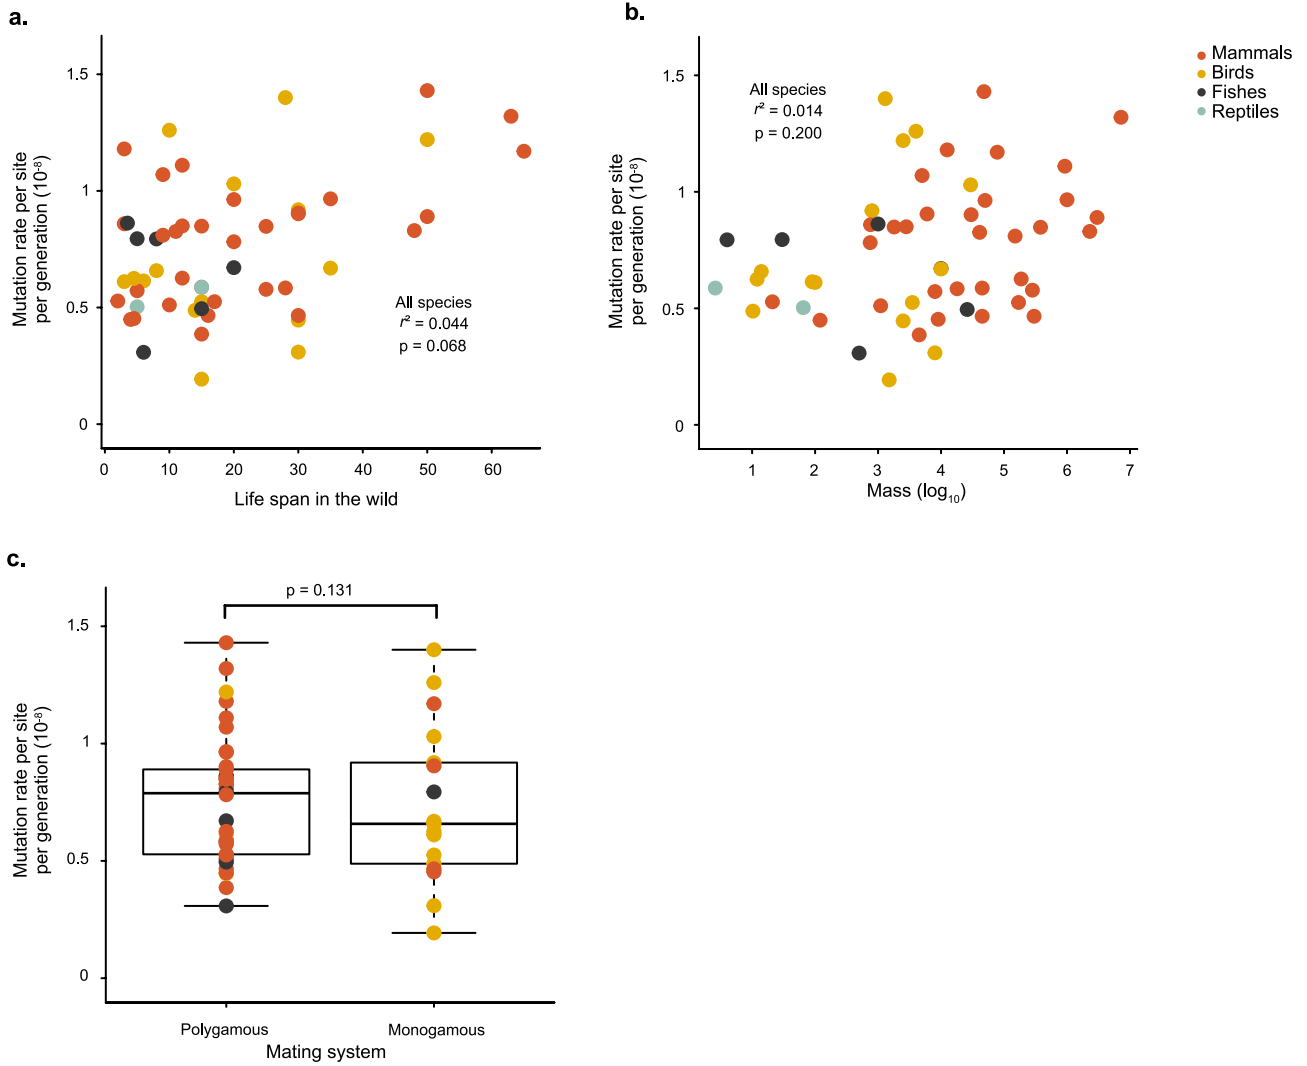 a.
Mutation rate per site
per generation (10⁻⁸)
1.5
1
0.5
0
All species
r² = 0.044
p = 0.068
0 10 20 30 40 50 60
Life span in the wild
b.
Mutation rate per site
per generation (10⁻⁸)
1.5
1
0.5
0
All species
r² = 0.014
p = 0.200
1 2 3 4 5 6 7
Mass (log₁₀)
Mammals
Birds
Fishes
Reptiles
c.
p = 0.131
Mutation rate per site
per generation (10⁻⁸)
1.5
1
0.5
0
Polygamous Monogamous
Mating system